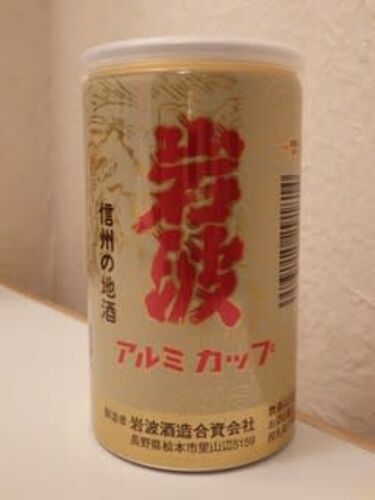 岩波
信州の地酒
アルミカップ
製造者 岩波酒造合資会社
長野県松本市里山辺5159